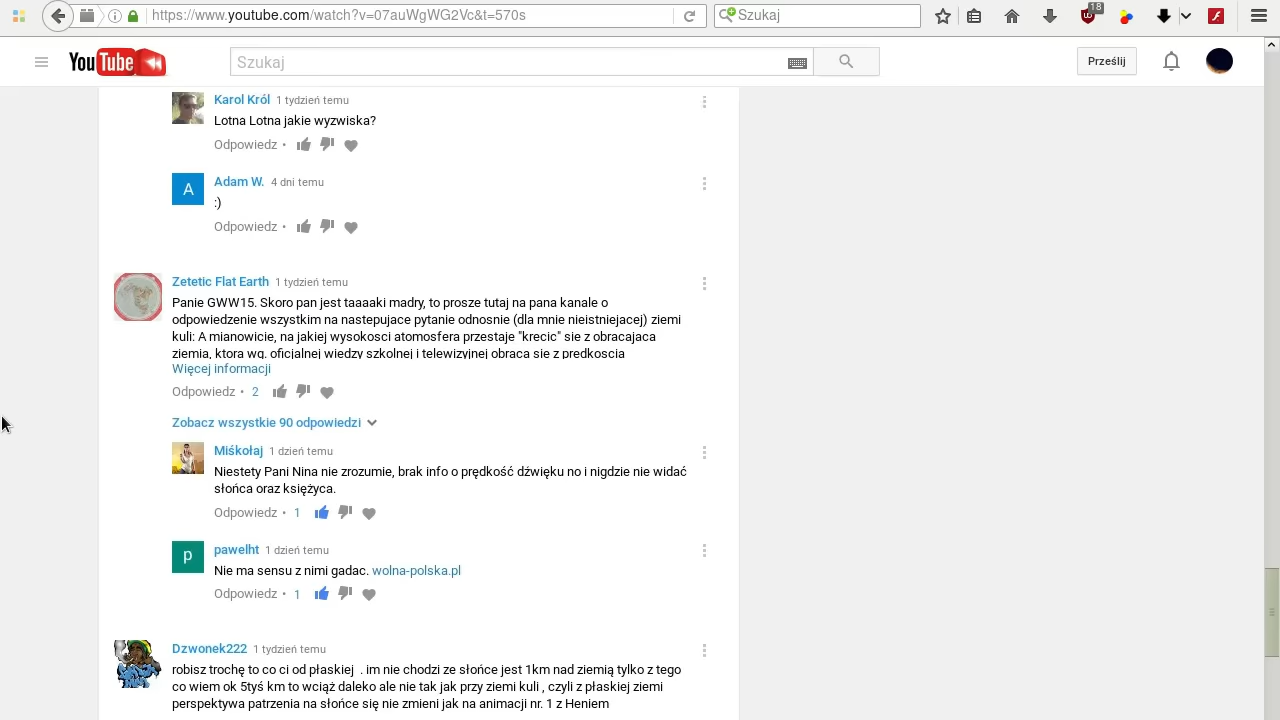 https://www.youtube.com/watch?v=07auWgWG2Vc&t=570s
Szukaj
18
YouTube
Szukaj
Prześlij
Karol Król 1 tydzień temu
Lotna Lotna jakie wyzwiska?
Odpowiedz •
A
Adam W. 4 dni temu
:)
Odpowiedz •
Zetetic Flat Earth 1 tydzień temu
Panie GWW15. Skoro pan jest taaaaki madry, to prosze tutaj na pana kanale o
odpowiedzenie wszystkim na nastepujace pytanie odnosnie (dla mnie nieistniejacej) ziemi
kuli: A mianowicie, na jakiej wysokosci atomosfera przestaje "krecic" sie z obracajaca
ziemia, ktora wg. oficjalnej wiedzy szkolnej i telewizyjnej obraca sie z predkoscia
Więcej informacji
Odpowiedz • 2
Zobacz wszystkie 90 odpowiedzi
Miśkołaj 1 dzień temu
Niestety Pani Nina nie zrozumie, brak info o prędkość dźwięku no i nigdzie nie widać
słońca oraz księżyca.
Odpowiedz • 1
p
pawelht 1 dzień temu
Nie ma sensu z nimi gadac. wolna-polska.pl
Odpowiedz • 1
Dzwonek222 1 tydzień temu
robisz trochę to co ci od płaskiej  . im nie chodzi ze słońce jest 1km nad ziemią tylko z tego
co wiem ok 5tyś km to wciąż daleko ale nie tak jak przy ziemi kuli , czyli z płaskiej ziemi
perspektywa patrzenia na słońce się nie zmieni jak na animacji nr. 1 z Heniem